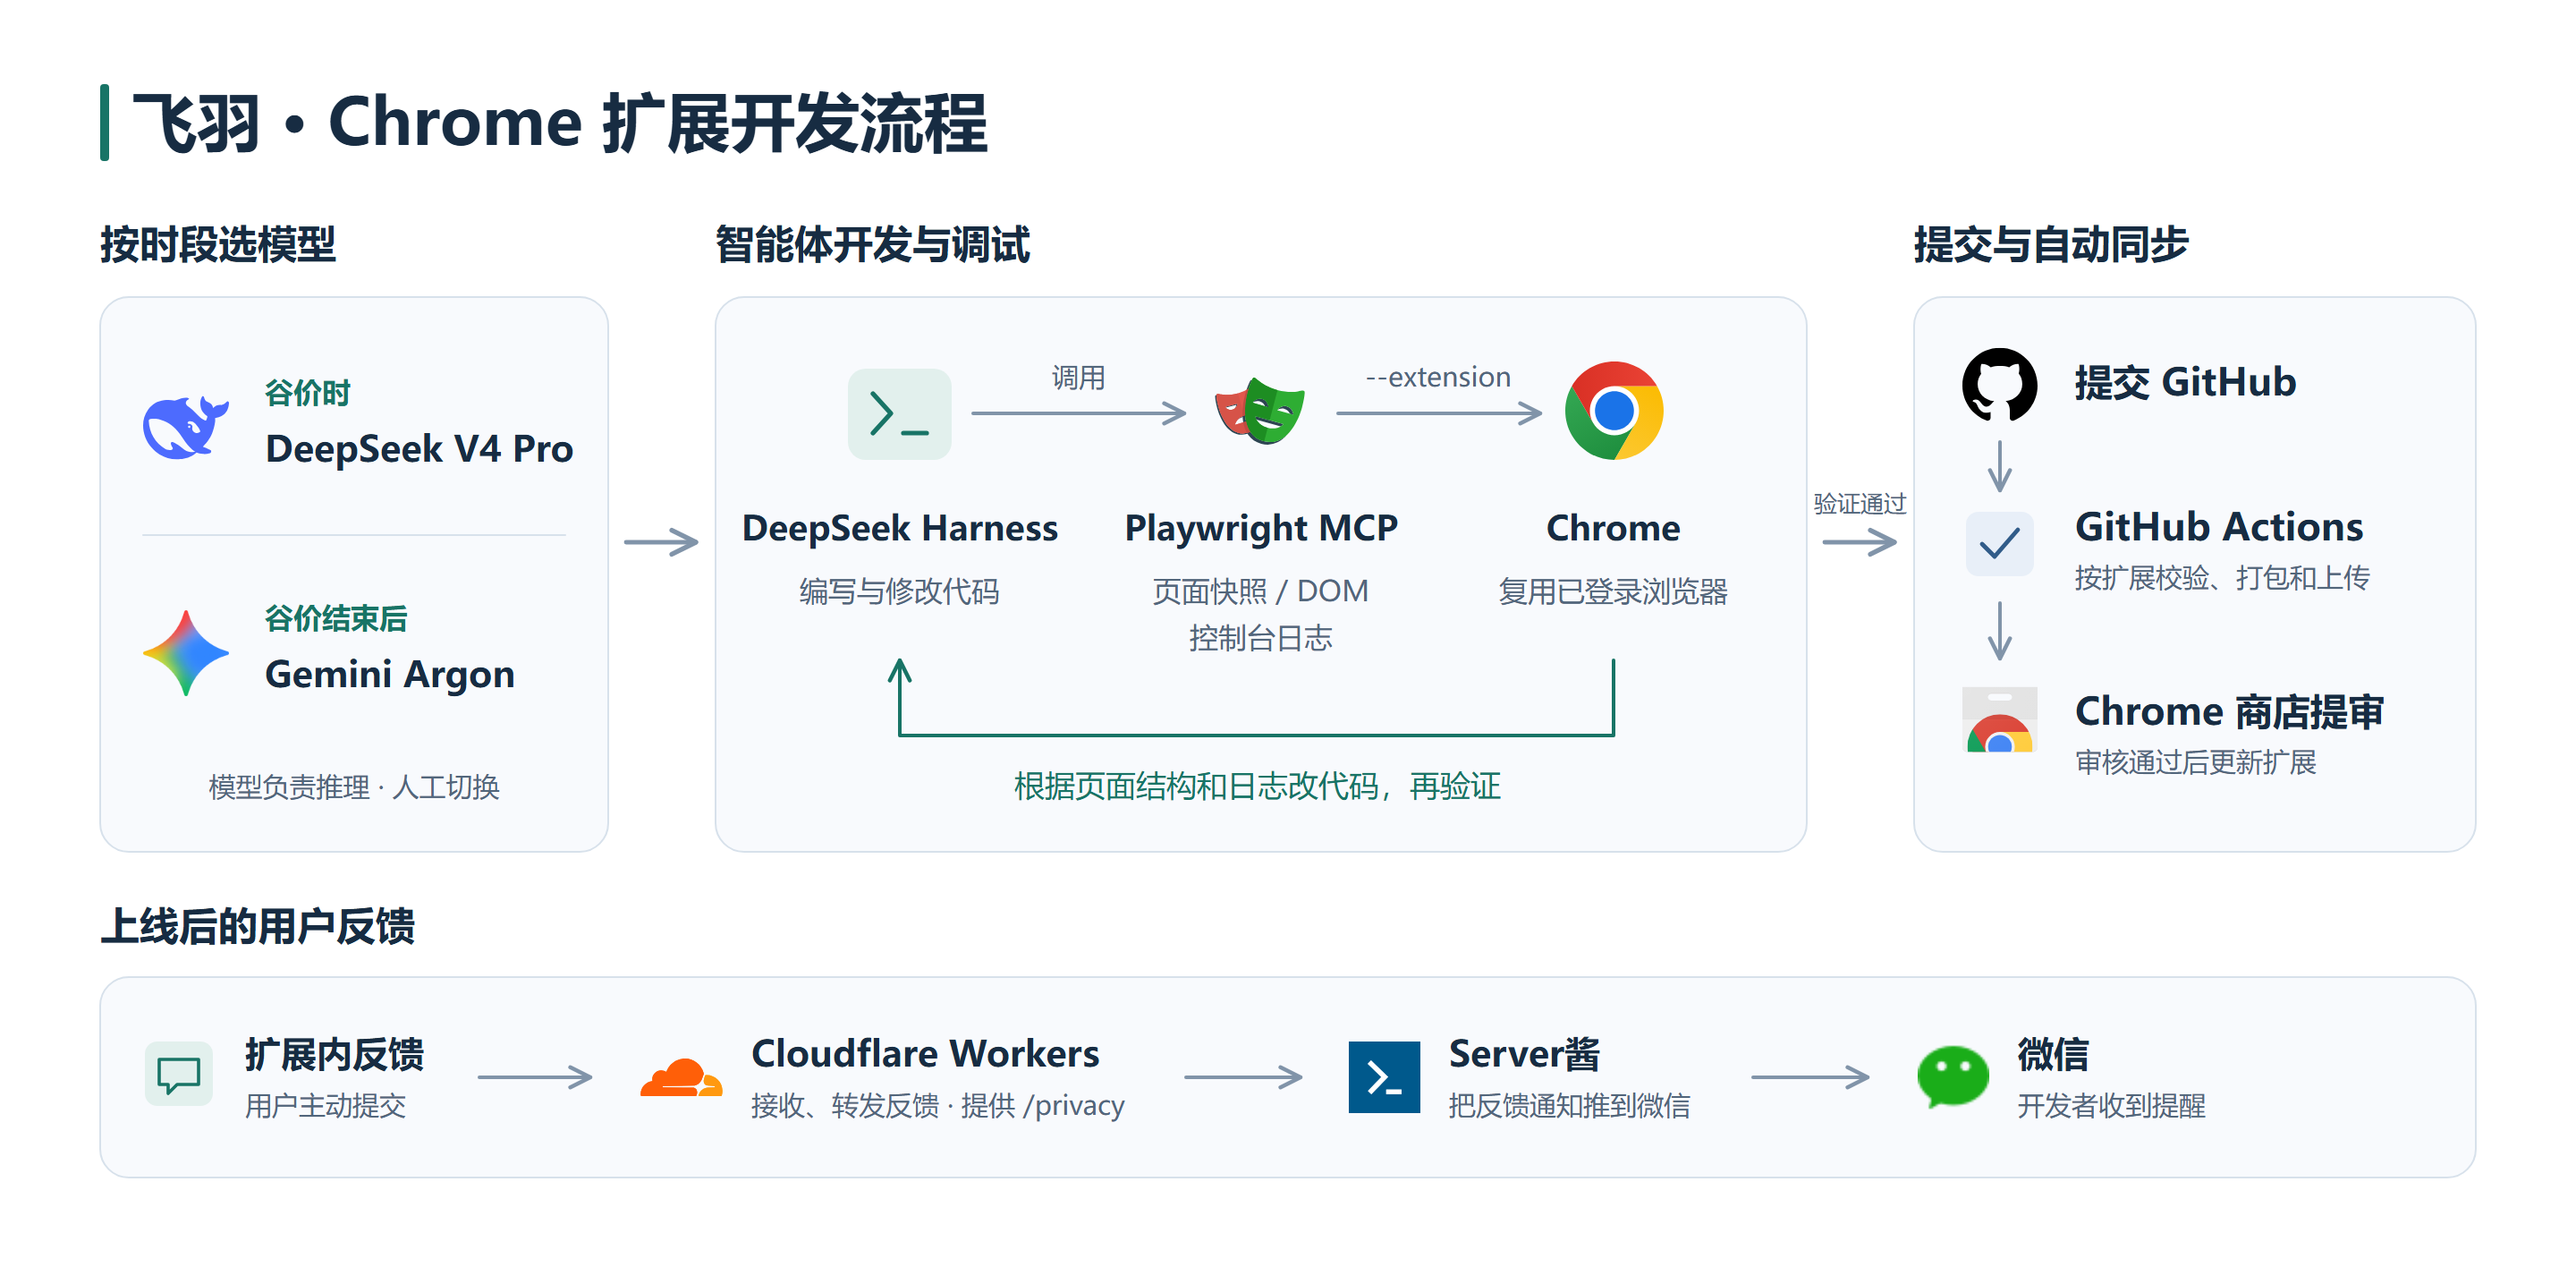 飞羽 · Chrome 扩展开发流程
按时段选模型
谷价时
DeepSeek V4 Pro
谷价结束后
Gemini Argon
模型负责推理 · 人工切换
智能体开发与调试
调用
--extension
DeepSeek Harness
编写与修改代码
Playwright MCP
页面快照 / DOM
控制台日志
Chrome
复用已登录浏览器
根据页面结构和日志改代码，再验证
验证通过
提交与自动同步
提交 GitHub
GitHub Actions
按扩展校验、打包和上传
Chrome 商店提审
审核通过后更新扩展
上线后的用户反馈
扩展内反馈
用户主动提交
Cloudflare Workers
接收、转发反馈 · 提供 /privacy
Server酱
把反馈通知推到微信
微信
开发者收到提醒